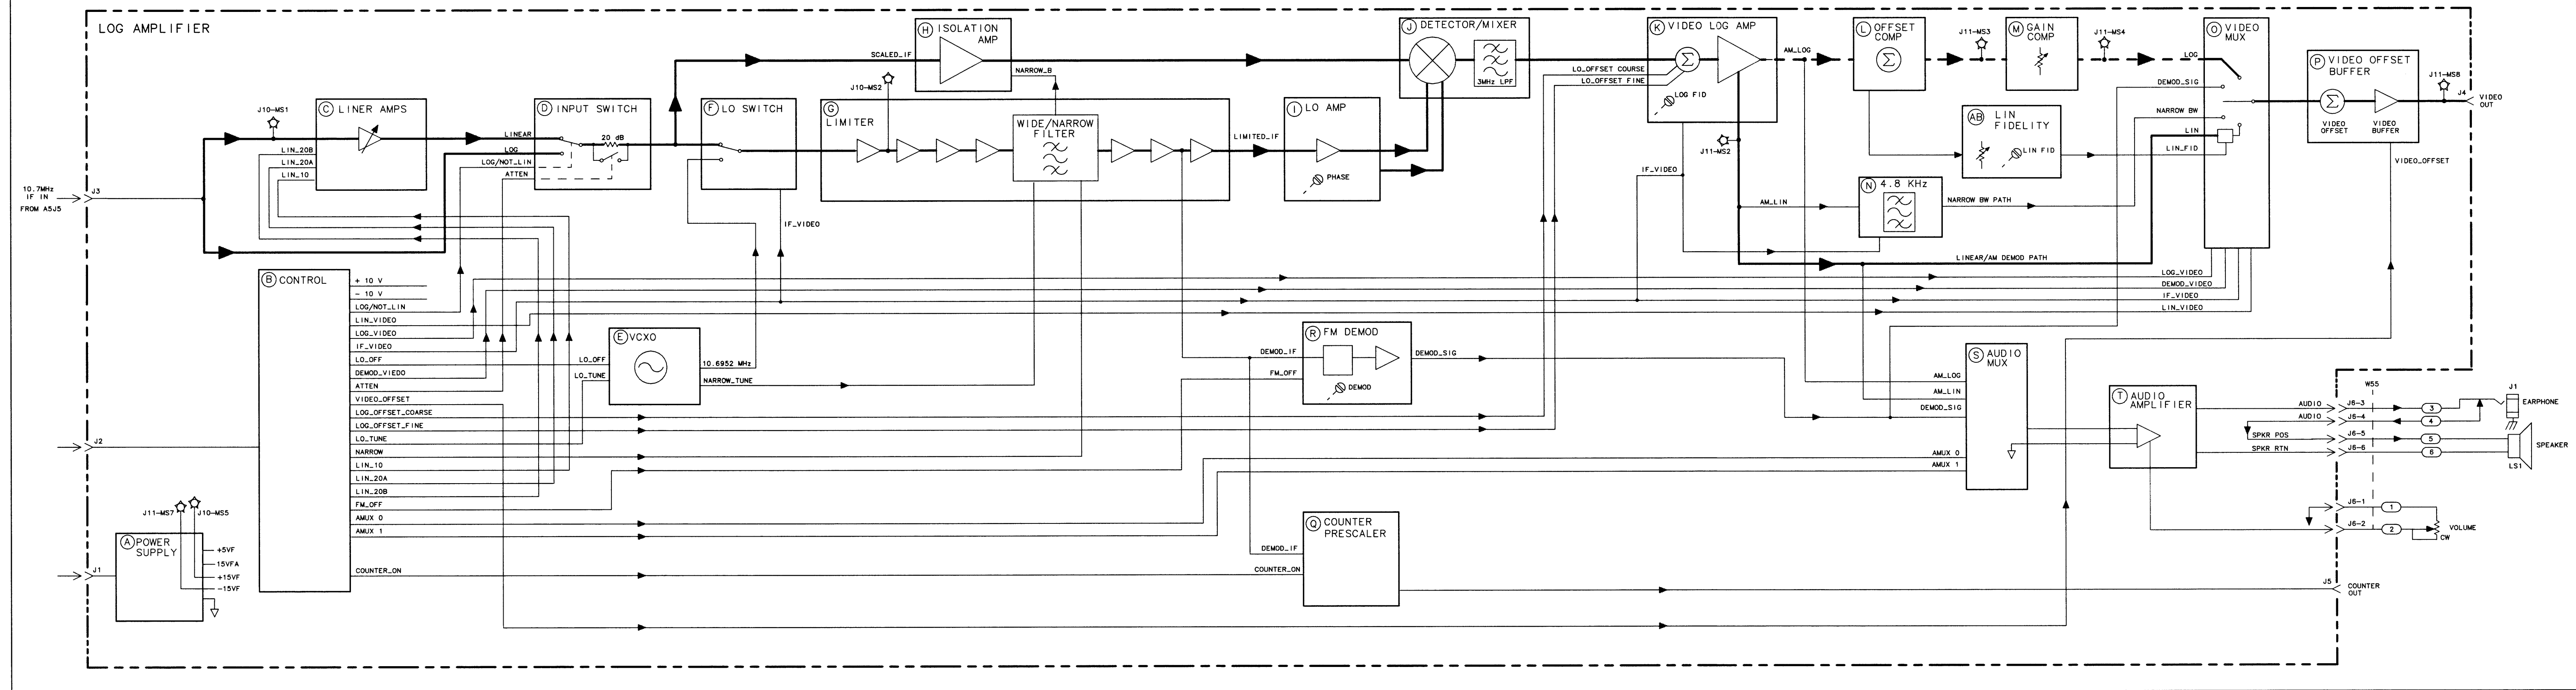 LOG AMPLIFIER
10.7MHz
IF IN
FROM A5J5
J3
J10-MS1
C LINER AMPS
LIN_20B
LIN_20A
LIN_10
D INPUT SWITCH
20 dB
LINEAR
LOG
LOG/NOT_LIN
ATTEN
SCALED_IF
F LO SWITCH
IF_VIDEO
H ISOLATION
AMP
NARROW_B
J10-MS2
G
LIMITER
WIDE/NARROW
FILTER
LIMITED_IF
I LO AMP
PHASE
J DETECTOR/MIXER
3MHz LPF
LO_OFFSET COURSE
LO_OFFSET FINE
K VIDEO LOG AMP
Σ
LOG FID
AM_LOG
J11-MS2
IF_VIDEO
AM_LIN
L OFFSET
COMP
Σ
J11-MS3
M GAIN
COMP
J11-MS4
AB LIN
FIDELITY
LIN FID
N 4.8 KHz
NARROW BW PATH
LINEAR/AM DEMOD PATH
O VIDEO
MUX
LOG
DEMOD_SIG
NARROW BW
LIN
LIN_FID
LOG_VIDEO
DEMOD_VIDEO
IF_VIDEO
LIN_VIDEO
P VIDEO OFFSET
BUFFER
Σ
VIDEO
OFFSET
VIDEO
BUFFER
VIDEO_OFFSET
J11-MS8
J4
VIDEO
OUT
B CONTROL
+ 10 V
- 10 V
LOG/NOT_LIN
LIN_VIDEO
LOG_VIDEO
IF_VIDEO
LO_OFF
DEMOD_VIEDO
ATTEN
VIDEO_OFFSET
LOG_OFFSET_COARSE
LOG_OFFSET_FINE
LO_TUNE
NARROW
LIN_10
LIN_20A
LIN_20B
FM_OFF
AMUX 0
AMUX 1
COUNTER_ON
J2
E VCXO
LO_OFF
LO_TUNE
10.6952 MHz
NARROW_TUNE
R FM DEMOD
DEMOD_IF
FM_OFF
DEMOD
DEMOD_SIG
S AUDIO
MUX
AM_LOG
AM_LIN
DEMOD_SIG
AMUX 0
AMUX 1
T AUDIO
AMPLIFIER
AUDIO
AUDIO
SPKR POS
SPKR RTN
W55
J6-3
J6-4
J6-5
J6-6
3
4
5
6
J1
EARPHONE
SPEAKER
LS1
J6-1
J6-2
1
2
VOLUME
CW
J11-MS7
J10-MS5
A POWER
SUPPLY
+5VF
15VFA
+15VF
-15VF
J1
Q COUNTER
PRESCALER
DEMOD_IF
COUNTER_ON
J5
COUNTER
OUT